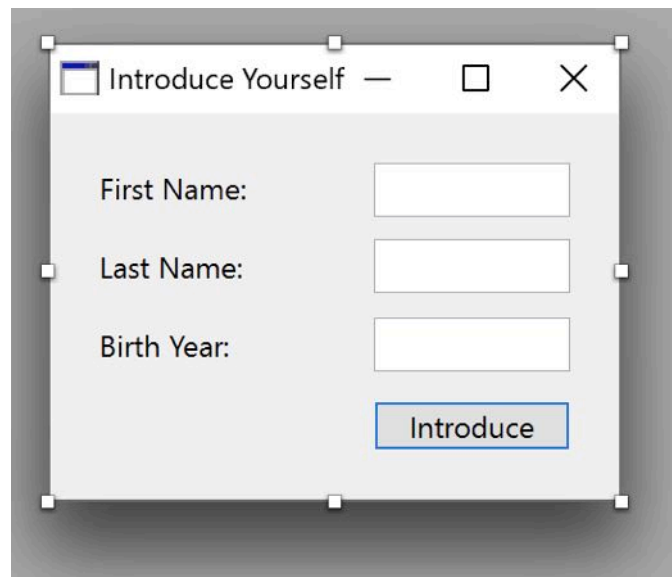 Introduce Yourself
First Name:
Last Name:
Birth Year:
Introduce